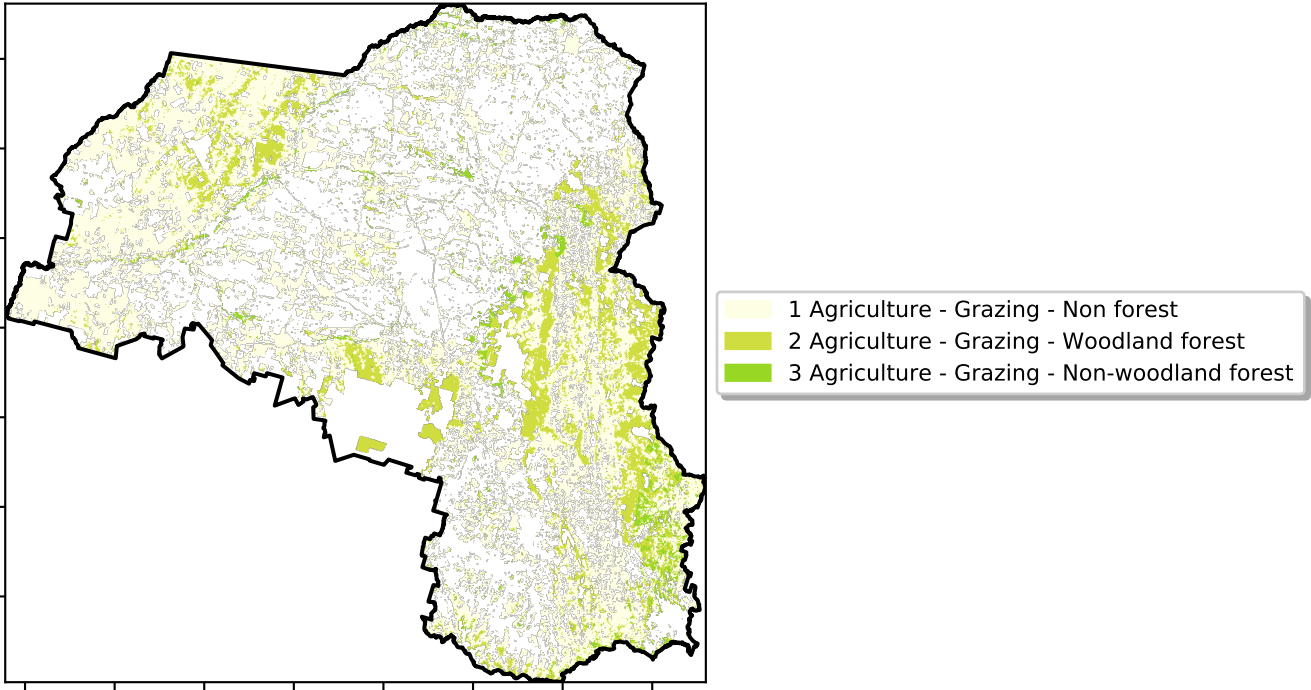 1 Agriculture - Grazing - Non forest
2 Agriculture - Grazing - Woodland forest
3 Agriculture - Grazing - Non-woodland forest